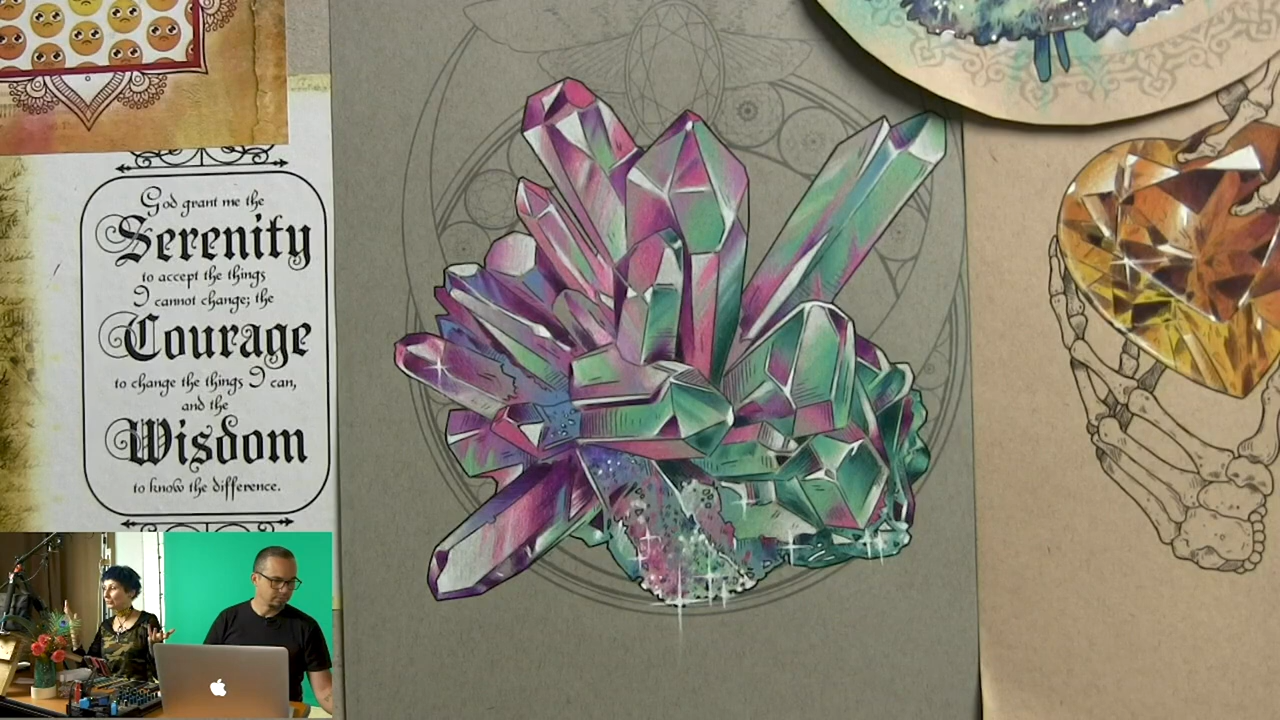 God grant me the
Serenity
to accept the things
I cannot change; the
Courage
to change the things I can,
and the
Wisdom
to know the difference.